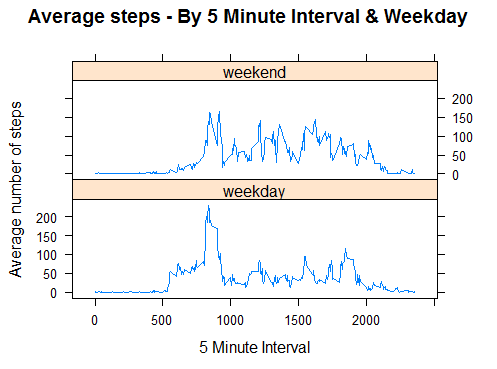 Average steps - By 5 Minute Interval & Weekday
weekend
200
150
100
50
0
weekday
200
150
100
50
0
Average number of steps
0 500 1000 1500 2000
5 Minute Interval